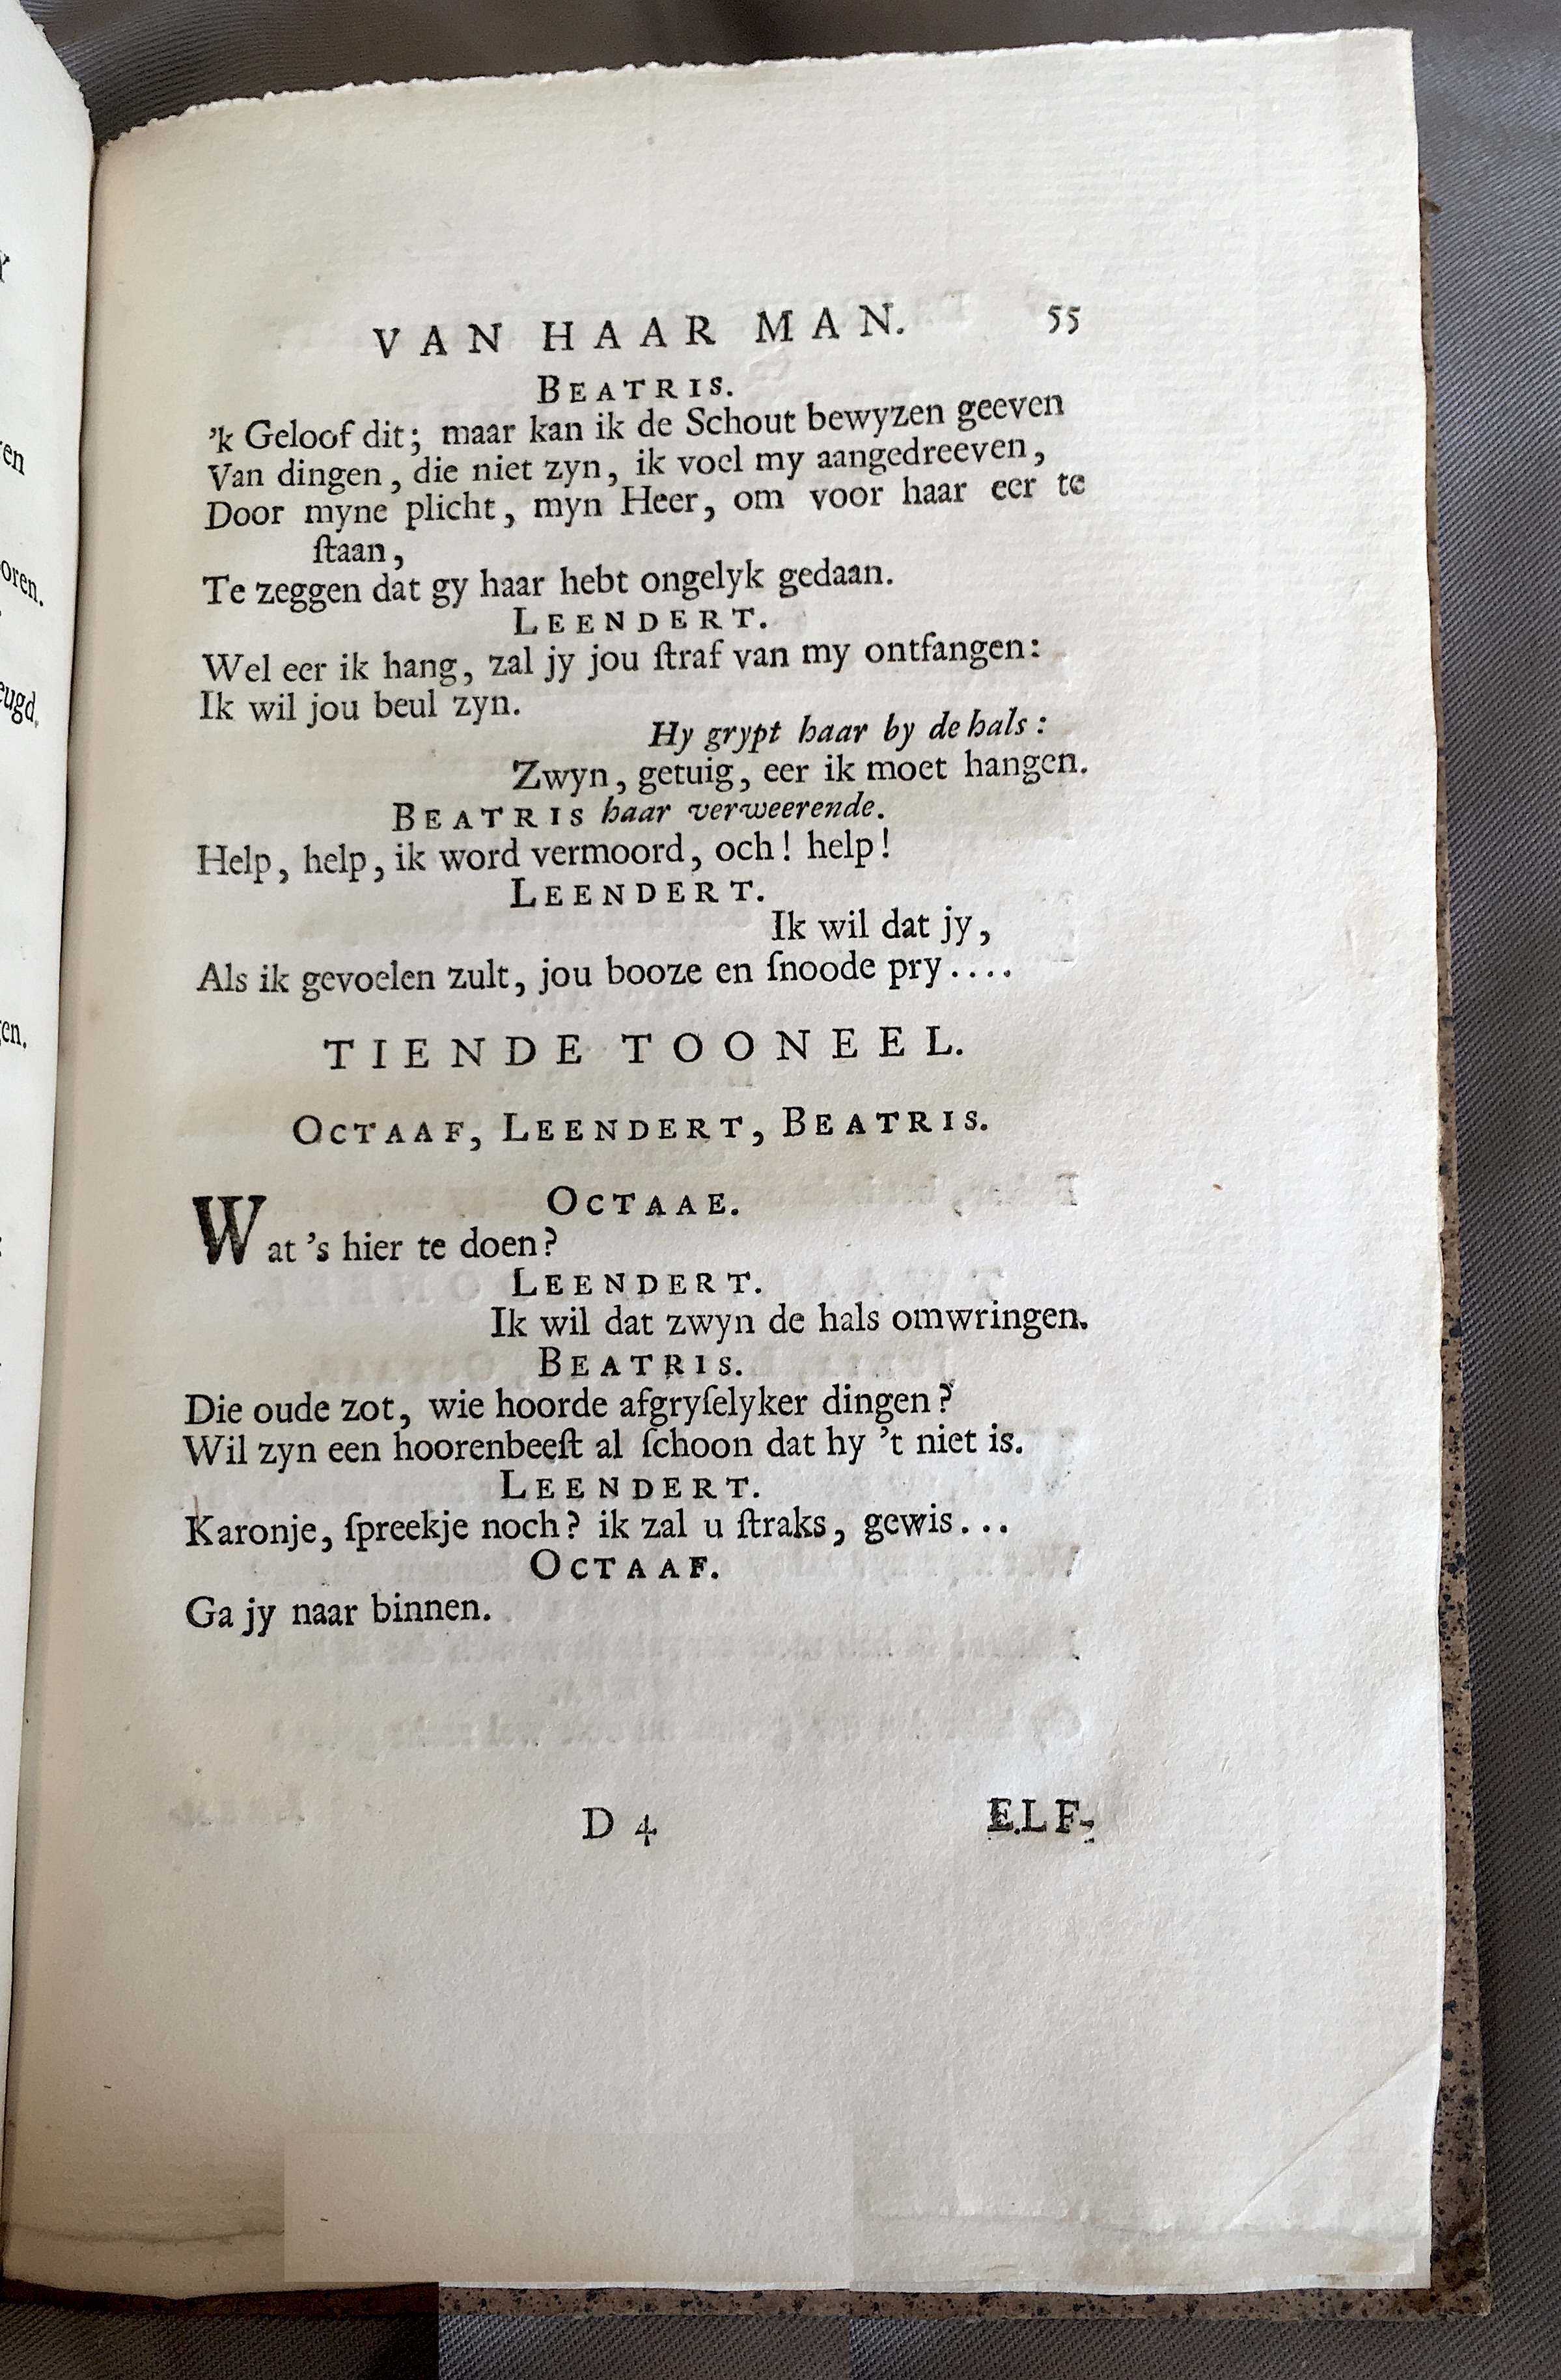 VAN HAAR MAN. 55
BEATRIS.
’k Geloof dit; maar kan ik de Schout bewyzen geeven
Van dingen, die niet zyn, ik voel my aangedreeven,
Door myne plicht, myn Heer, om voor haar eer te
ſtaan,
Te zeggen dat gy haar hebt ongelyk gedaan.
LEENDERT.
Wel eer ik hang, zal jy jou ſtraf van my ontfangen:
Ik wil jou beul zyn.
Hy grypt haar by de hals:
Zwyn, getuig, eer ik moet hangen.
BEATRIS haar verweerende.
Help, help, ik word vermoord, och! help!
LEENDERT.
Ik wil dat jy,
Als ik gevoelen zult, jou booze en ſnoode pry....
TIENDE TOONEEL.
OCTAAF, LEENDERT, BEATRIS.
OCTAAE.
Wat ’s hier te doen?
LEENDERT.
Ik wil dat zwyn de hals omwringen.
BEATRIS.
Die oude zot, wie hoorde afgryſelyker dingen?
Wil zyn een hoorenbeeſt al ſchoon dat hy ’t niet is.
LEENDERT.
Karonje, ſpreekje noch? ik zal u ſtraks, gewis...
OCTAAF.
Ga jy naar binnen.
D 4 ELF-